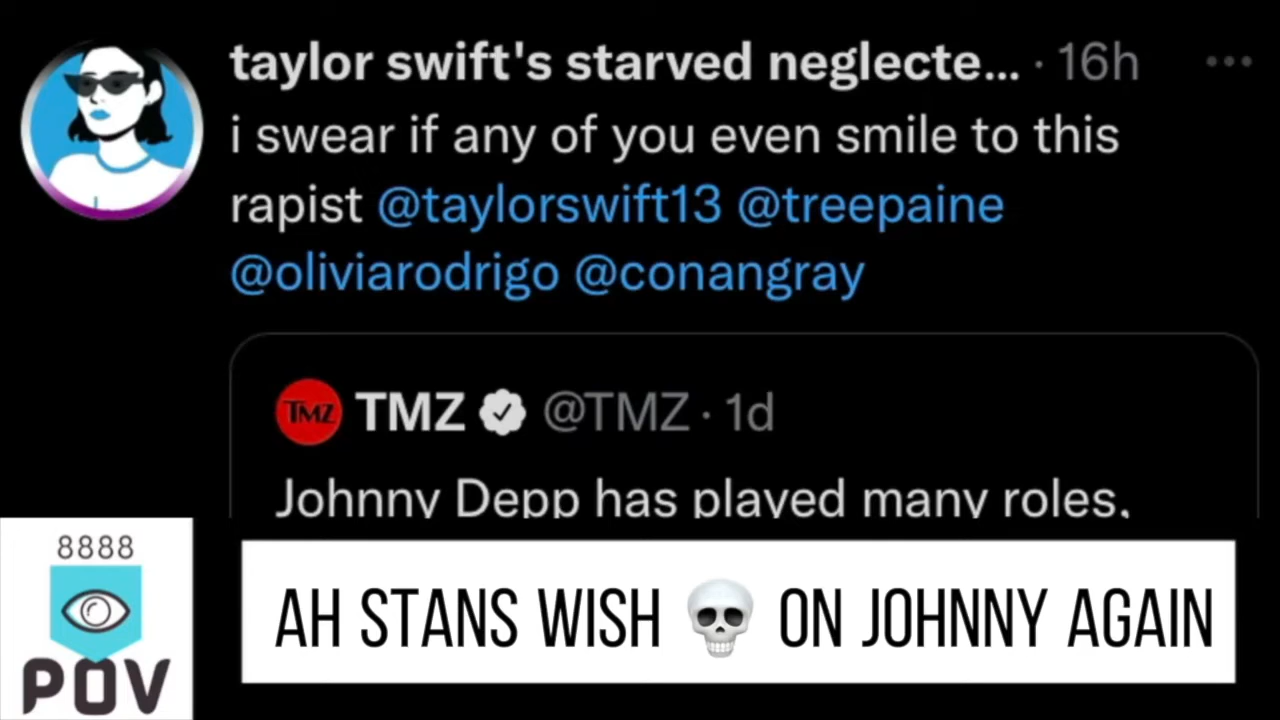 taylor swift's starved neglecte... · 16h
i swear if any of you even smile to this
rapist @taylorswift13 @treepaine
@oliviarodrigo @conangray
TMZ TMZ @TMZ · 1d
Johnny Depp has played many roles,
8888
POV
AH STANS WISH 💀 ON JOHNNY AGAIN